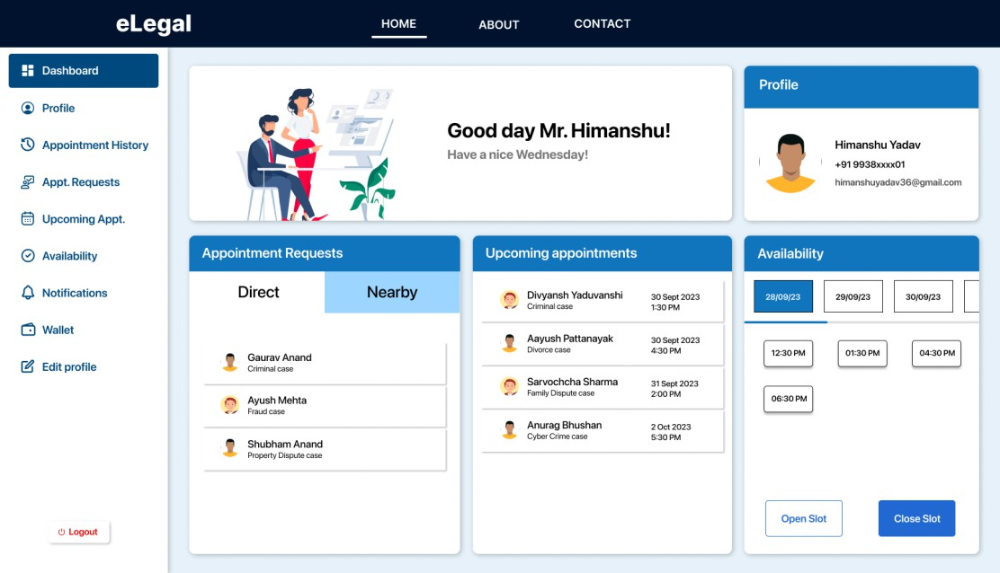 eLegal
HOME
ABOUT
CONTACT
Dashboard
Profile
Appointment History
Appt. Requests
Upcoming Appt.
Availability
Notifications
Wallet
Edit profile
Logout
Good day Mr. Himanshu!
Have a nice Wednesday!
Profile
Himanshu Yadav
+91 9938xxxx01
himanshuyadav36@gmail.com
Appointment Requests
Direct
Nearby
Gaurav Anand
Criminal case
Ayush Mehta
Fraud case
Shubham Anand
Property Dispute case
Upcoming appointments
Divyansh Yaduvanshi
Criminal case
30 Sept 2023
1:30 PM
Aayush Pattanayak
Divorce case
30 Sept 2023
4:30 PM
Sarvochcha Sharma
Family Dispute case
31 Sept 2023
2:00 PM
Anurag Bhushan
Cyber Crime case
2 Oct 2023
5:30 PM
Availability
28/09/23
29/09/23
30/09/23
12:30 PM
01:30 PM
04:30 PM
06:30 PM
Open Slot
Close Slot